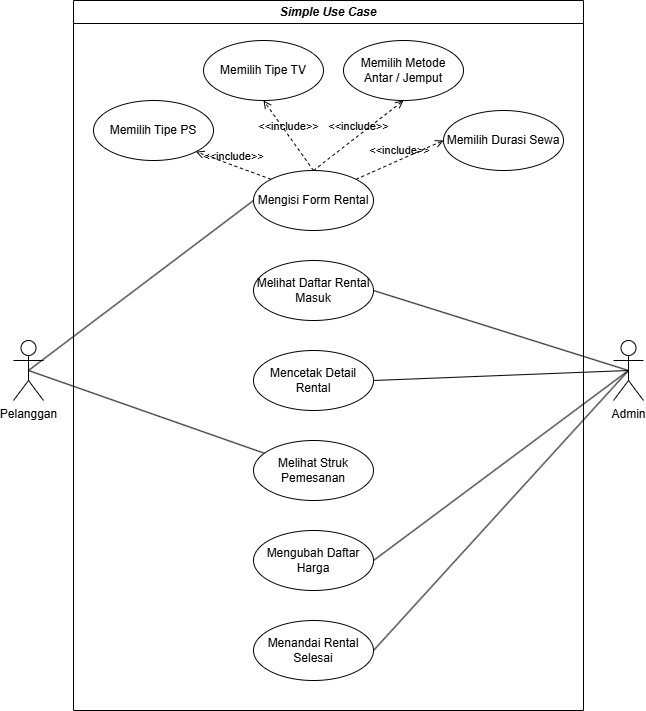 Simple Use Case
Memilih Tipe TV
Memilih Metode
Antar / Jemput
Memilih Tipe PS
<<include>>
<<include>>
Memilih Durasi Sewa
<<include>>
<<include>>
Mengisi Form Rental
Melihat Daftar Rental
Masuk
Mencetak Detail
Rental
Pelanggan
Admin
Melihat Struk
Pemesanan
Mengubah Daftar
Harga
Menandai Rental
Selesai